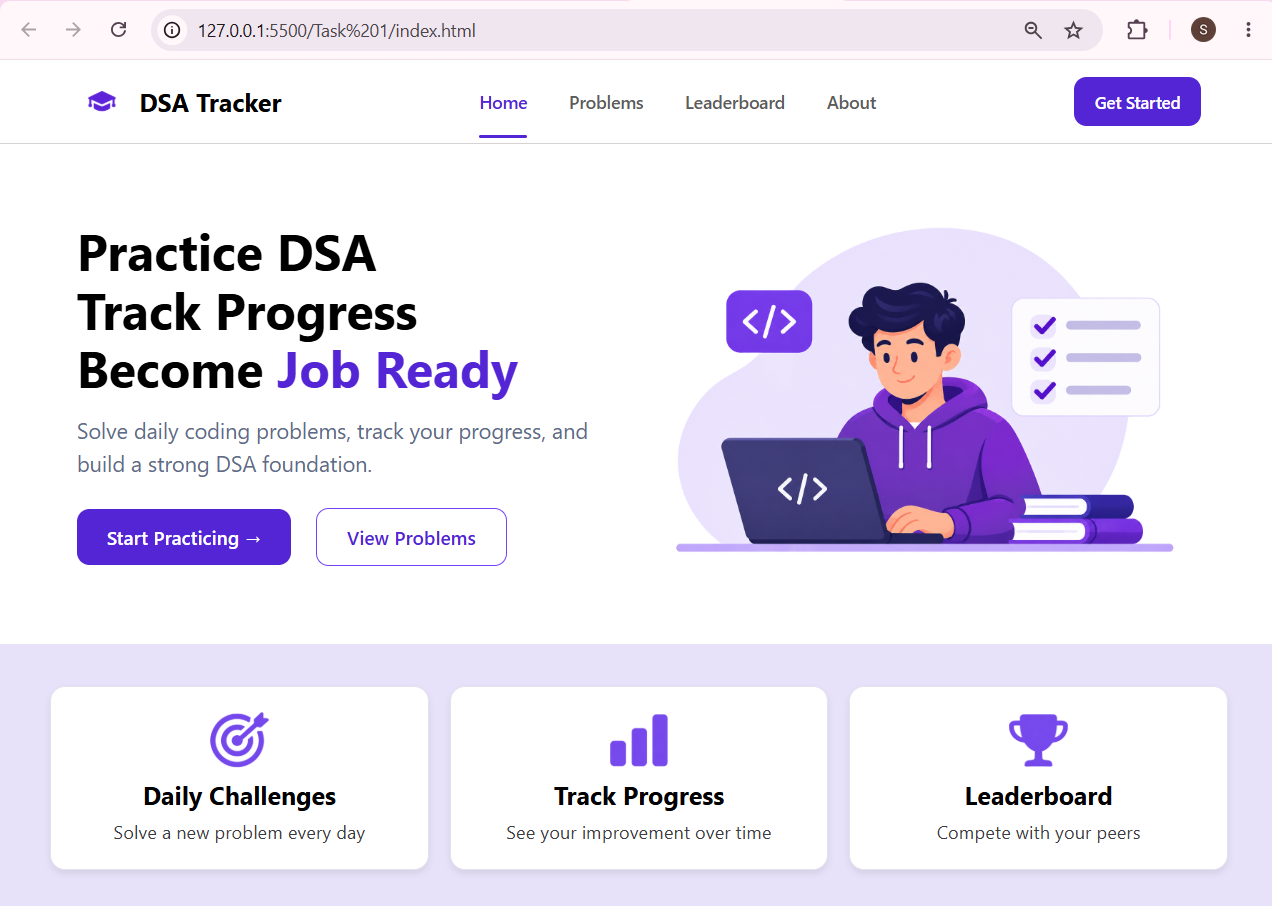 127.0.0.1:5500/Task%201/index.html
S
DSA Tracker
Home
Problems
Leaderboard
About
Get Started
Practice DSA
Track Progress
Become Job Ready
Solve daily coding problems, track your progress, and
build a strong DSA foundation.
Start Practicing →
View Problems
</>
</>
Daily Challenges
Solve a new problem every day
Track Progress
See your improvement over time
Leaderboard
Compete with your peers